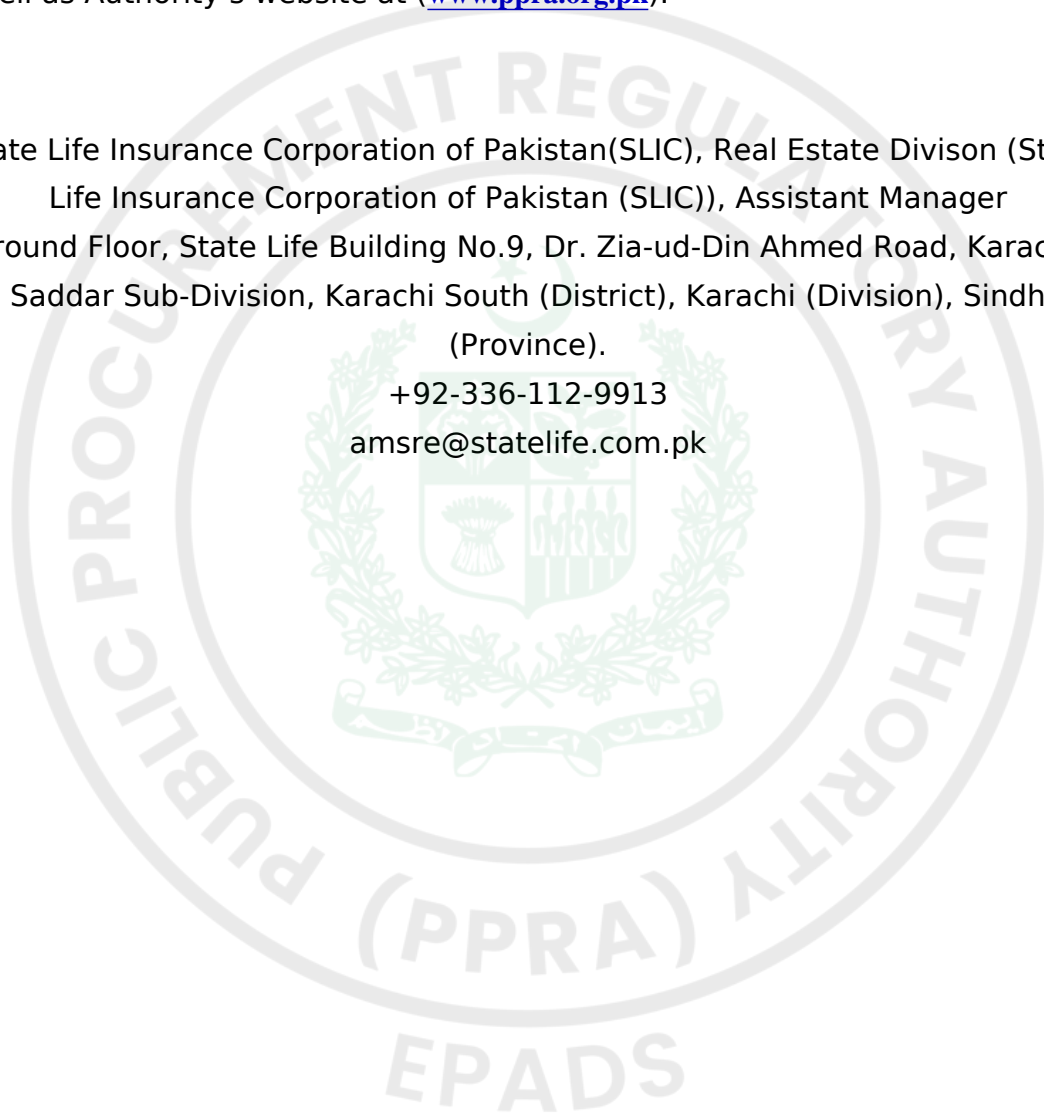 ell as Authority's website at (www.ppra.org.pk).
ate Life Insurance Corporation of Pakistan(SLIC), Real Estate Divison (St
Life Insurance Corporation of Pakistan (SLIC)), Assistant Manager
round Floor, State Life Building No.9, Dr. Zia-ud-Din Ahmed Road, Karac
Saddar Sub-Division, Karachi South (District), Karachi (Division), Sindh
(Province).
+92-336-112-9913
amsre@statelife.com.pk
PUBLIC PROCUREMENT REGULATORY AUTHORITY
(PPRA)
EPADS